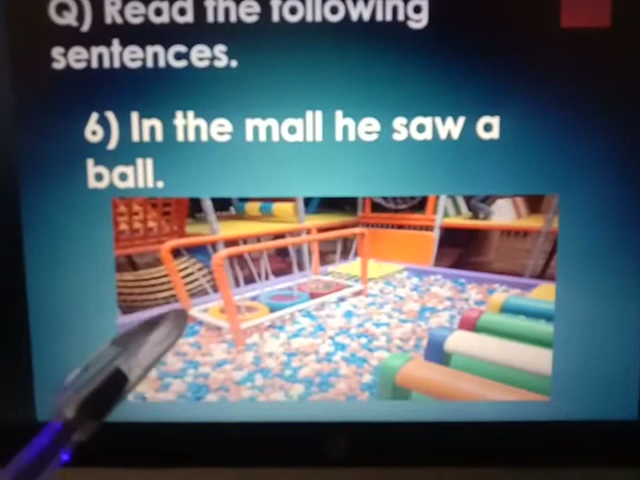 Q) Read the following
sentences.
6) In the mall he saw a
ball.